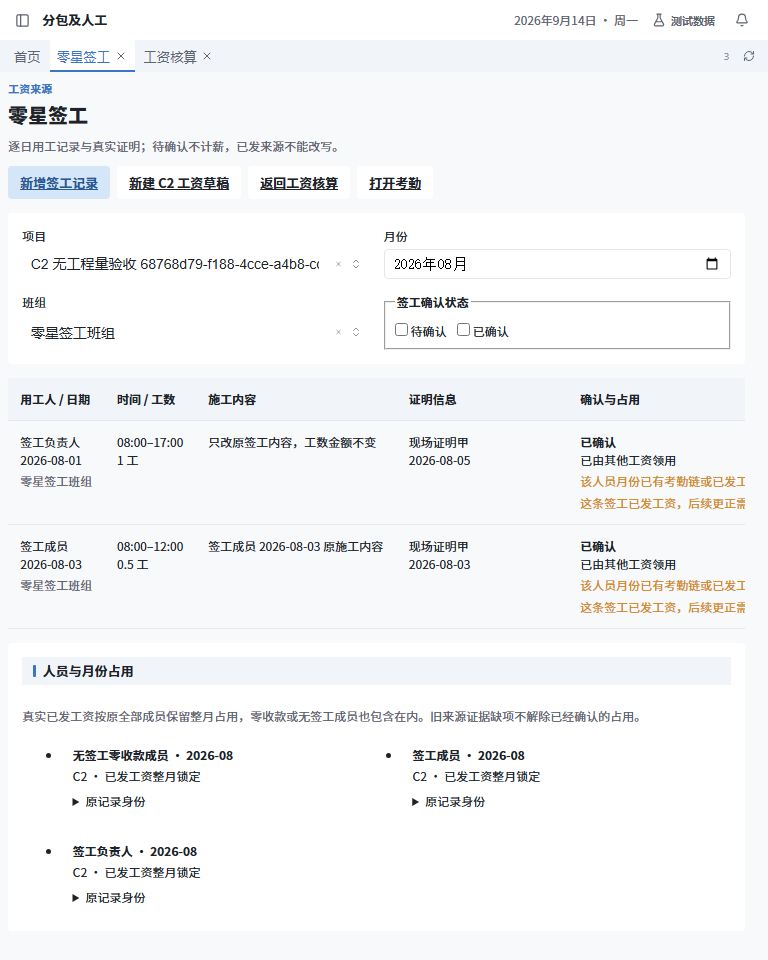 分包及人工
2026年9月14日 · 周一 测试数据
首页 零星签工 × 工资核算 × 3
工资来源
零星签工
逐日用工记录与真实证明；待确认不计薪，已发来源不能改写。
新增签工记录 新建 C2 工资草稿 返回工资核算 打开考勤
项目 月份
C2 无工程量验收 68768d79-f188-4cce-a4b8-cc × 2026年08月
班组 签工确认状态
零星签工班组 × 待确认 已确认
用工人 / 日期 时间 / 工数 施工内容 证明信息 确认与占用
签工负责人 08:00–17:00 只改原签工内容，工数金额不变 现场证明甲 已确认
2026-08-01 1 工 2026-08-05 已由其他工资领用
零星签工班组 该人员月份已有考勤链或已发工
这条签工已发工资，后续更正需
签工成员 08:00–12:00 签工成员 2026-08-03 原施工内容 现场证明甲 已确认
2026-08-03 0.5 工 2026-08-03 已由其他工资领用
零星签工班组 该人员月份已有考勤链或已发工
这条签工已发工资，后续更正需
人员与月份占用
真实已发工资按原全部成员保留整月占用，零收款或无签工成员也包含在内。旧来源证据缺项不解除已经确认的占用。
• 无签工零收款成员 · 2026-08 • 签工成员 · 2026-08
C2 · 已发工资整月锁定 C2 · 已发工资整月锁定
▶ 原记录身份 ▶ 原记录身份
• 签工负责人 · 2026-08
C2 · 已发工资整月锁定
▶ 原记录身份